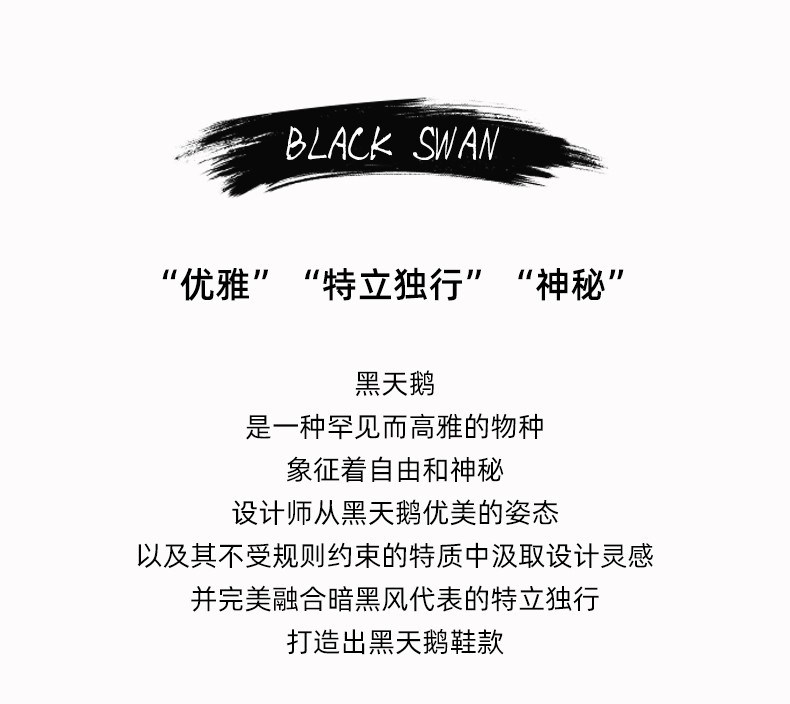 BLACK SWAN
“优雅” “特立独行” “神秘”
黑天鹅
是一种罕见而高雅的物种
象征着自由和神秘
设计师从黑天鹅优美的姿态
以及其不受规则约束的特质中汲取设计灵感
并完美融合暗黑风代表的特立独行
打造出黑天鹅鞋款